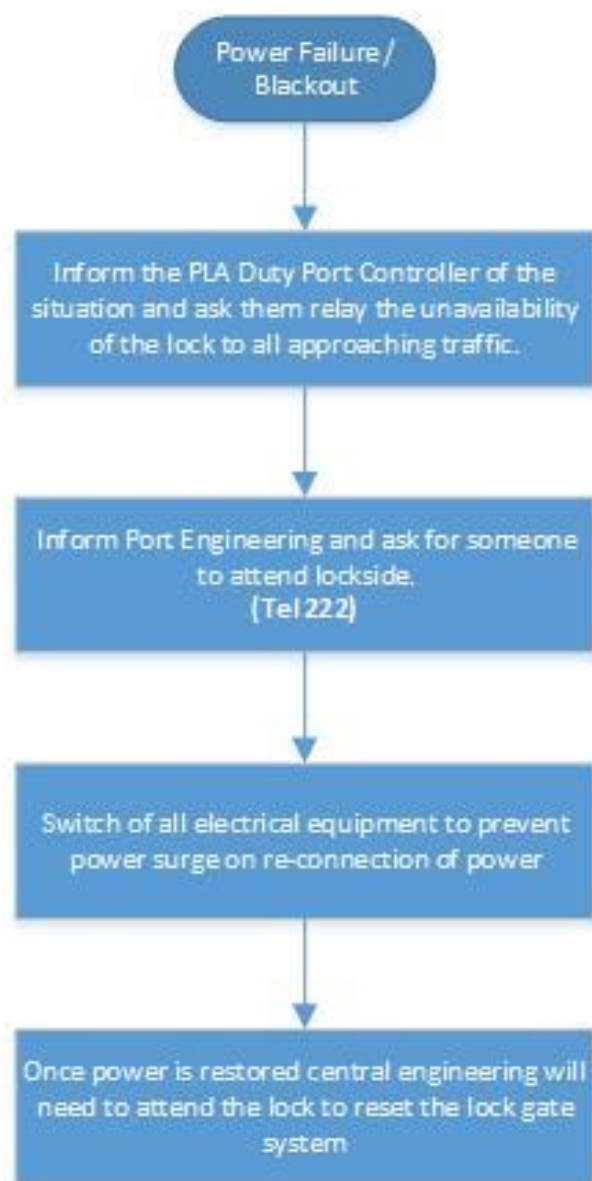 Power Failure /
Blackout
Inform the PLA Duty Port Controller of the
situation and ask them relay the unavailability
of the lock to all approaching traffic.
Inform Port Engineering and ask for someone
to attend lockside.
(Tel 222)
Switch of all electrical equipment to prevent
power surge on re-connection of power
Once power is restored central engineering will
need to attend the lock to reset the lock gate
system